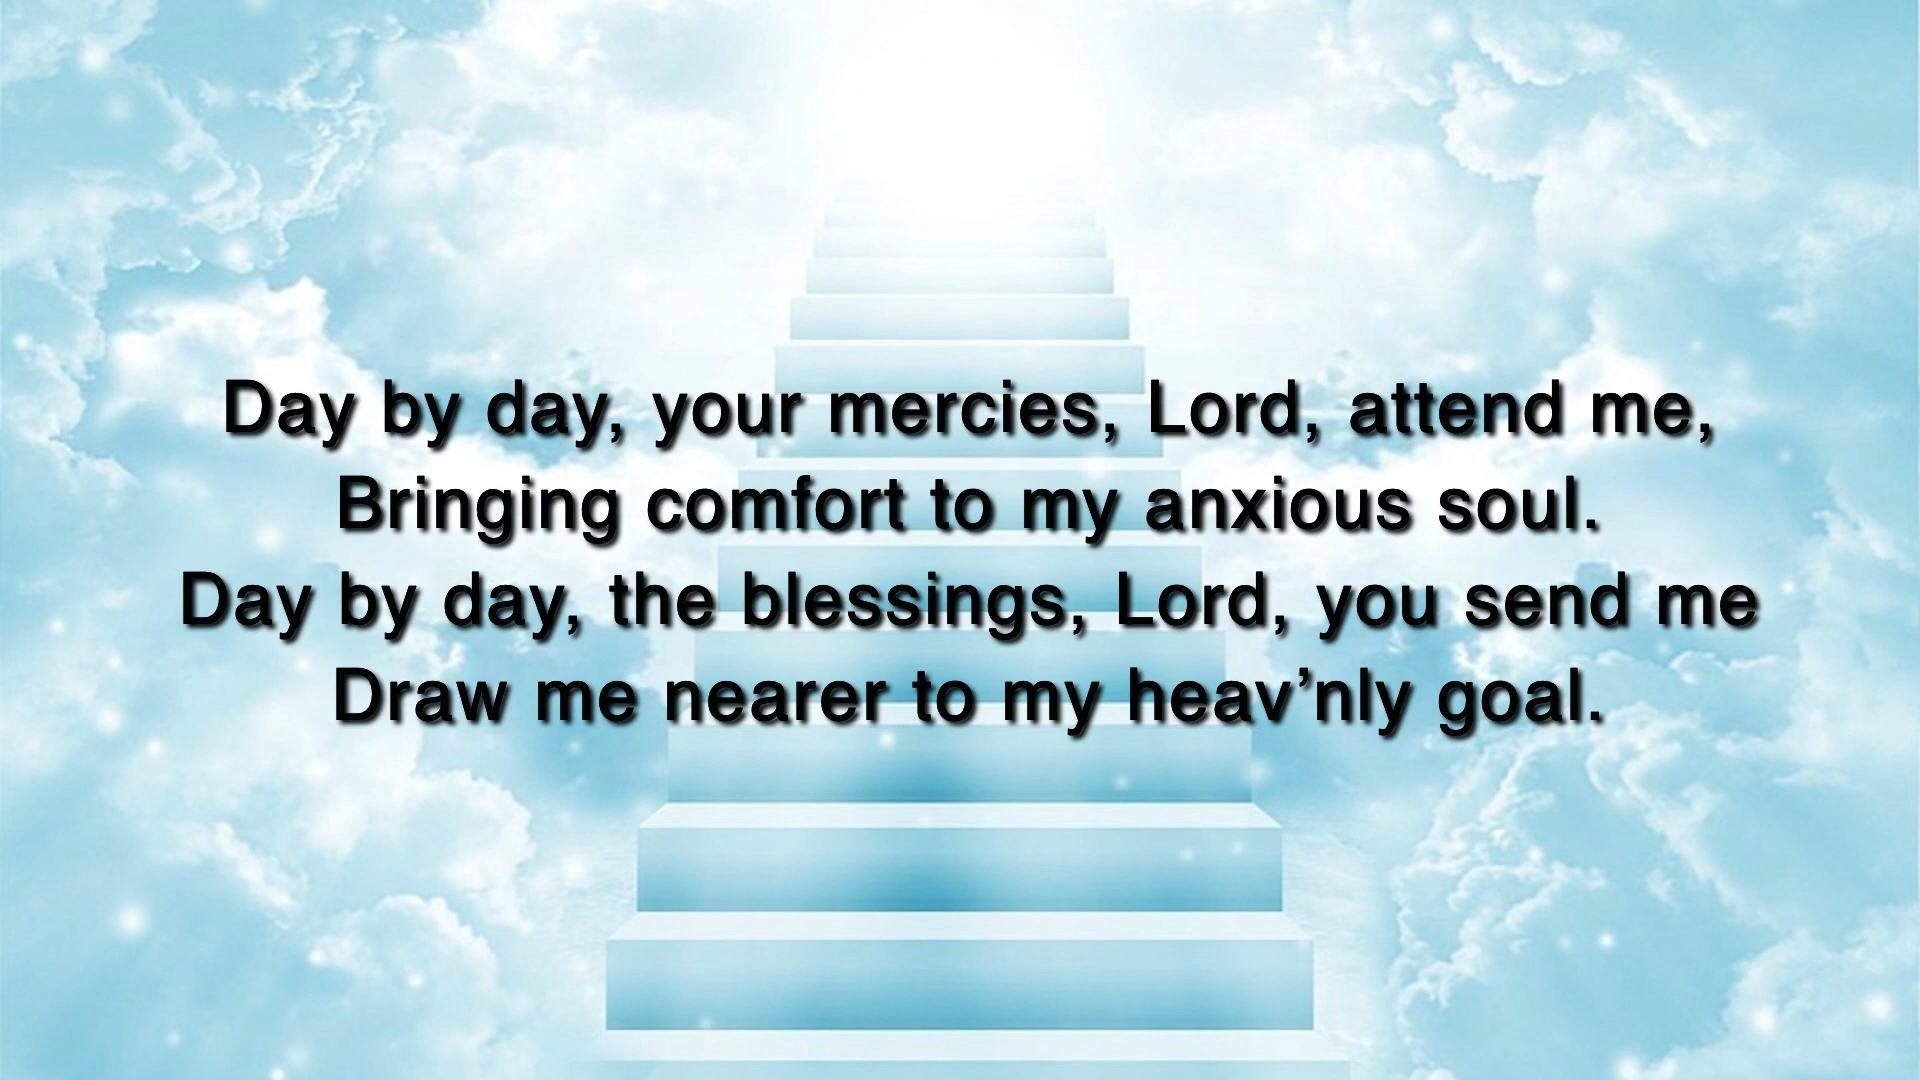 Day by day, your mercies, Lord, attend me,
Bringing comfort to my anxious soul.
Day by day, the blessings, Lord, you send me
Draw me nearer to my heav’nly goal.